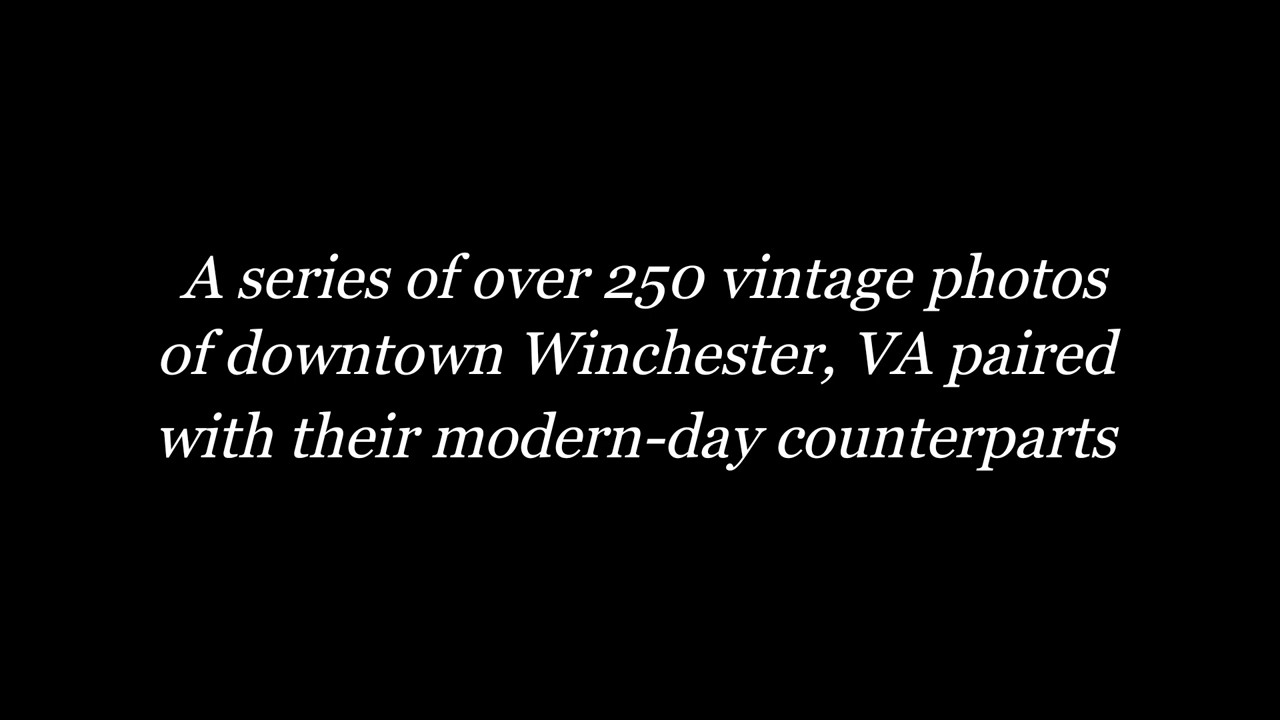 A series of over 250 vintage photos
of downtown Winchester, VA paired
with their modern-day counterparts